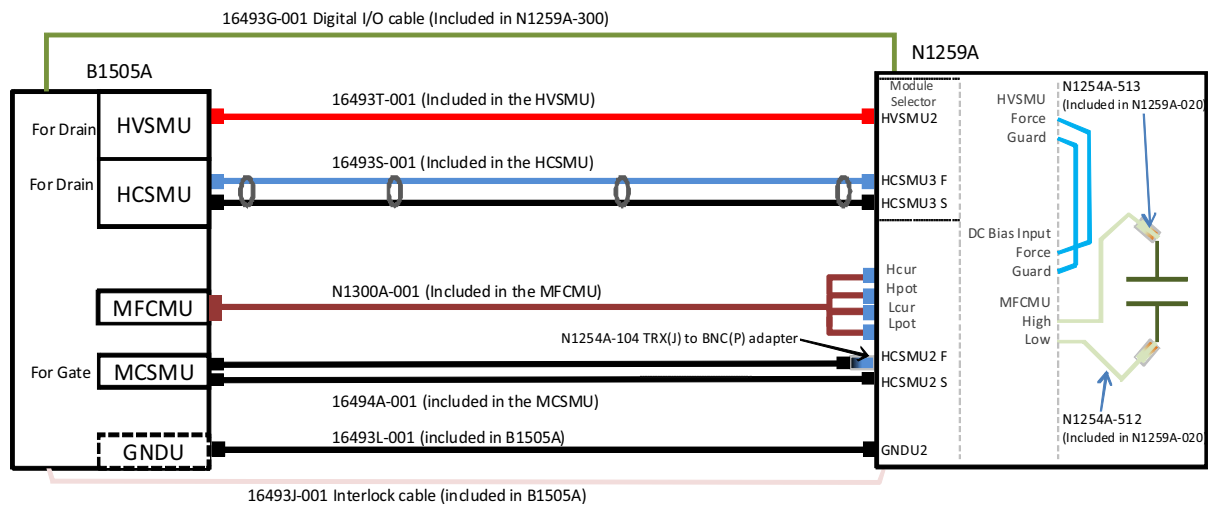 16493G-001 Digital I/O cable (Included in N1259A-300)
B1505A
N1259A
For Drain
HVSMU
16493T-001 (Included in the HVSMU)
Module
Selector
HVSMU2
HVSMU
Force
Guard
N1254A-513
(Included in N1259A-020)
For Drain
HCSMU
16493S-001 (Included in the HCSMU)
HCSMU3 F
HCSMU3 S
DC Bias Input
Force
Guard
MFCMU
N1300A-001 (Included in the MFCMU)
Hcur
Hpot
Lcur
Lpot
MFCMU
High
Low
N1254A-104 TRX(J) to BNC(P) adapter
For Gate
MCSMU
HCSMU2 F
HCSMU2 S
16494A-001 (included in the MCSMU)
N1254A-512
(Included in N1259A-020)
GNDU
16493L-001 (included in B1505A)
GNDU2
16493J-001 Interlock cable (included in B1505A)